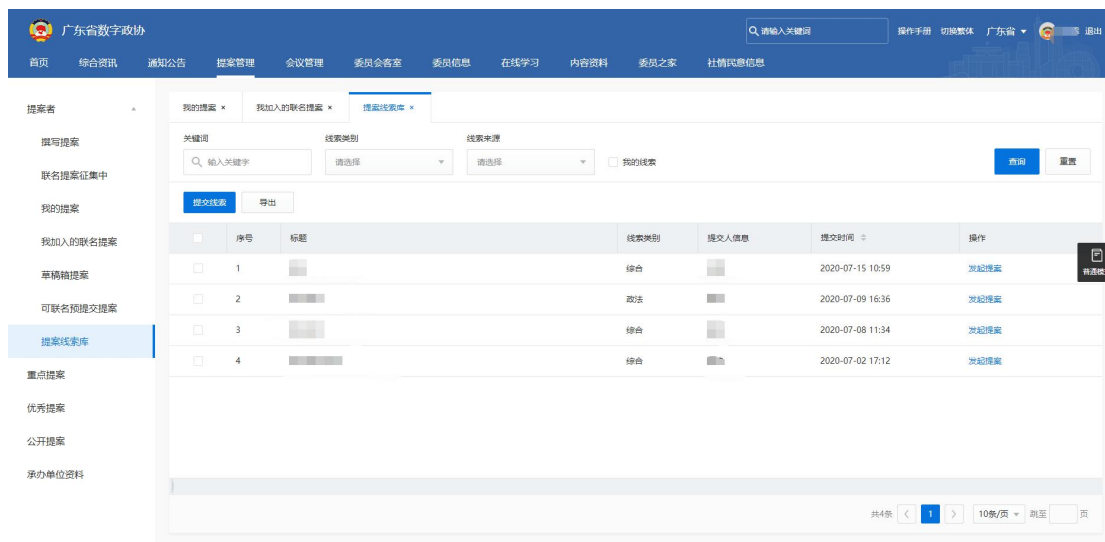 广东省数字政协
请输入关键词
操作手册 切换繁体 广东省 退出
首页 综合资讯 通知公告 提案管理 会议管理 委员会客室 委员信息 在线学习 内容资料 委员之家 社情民意信息
提案者
撰写提案
联名提案征集中
我的提案
我加入的联名提案
草稿箱提案
可联名预提交提案
提案线索库
重点提案
优秀提案
公开提案
承办单位资料
我的提案 × 我加入的联名提案 × 提案线索库 ×
关键词 线索类别 线索来源
输入关键字 请选择 请选择 我的线索 查询 重置
提交线索 导出
序号 标题 线索类别 提交人信息 提交时间 操作
1 综合 2020-07-15 10:59 发起提案
2 政法 2020-07-09 16:36 发起提案
3 综合 2020-07-08 11:34 发起提案
4 综合 2020-07-02 17:12 发起提案
普通模
共4条 < 1 > 10条/页 跳至 页